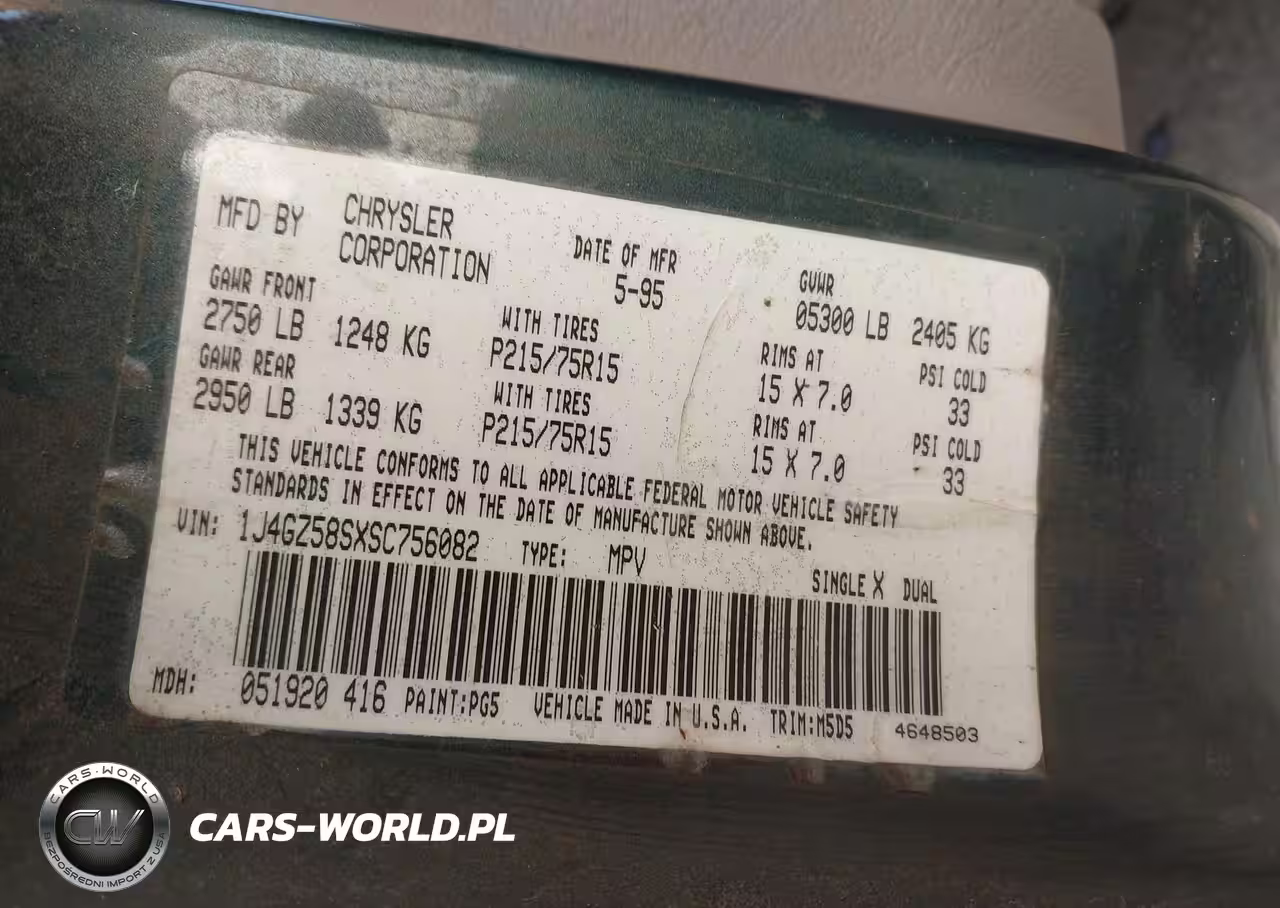 MFD BY CHRYSLER CORPORATION
DATE OF MFR 5-95
GVWR 05300 LB 2405 KG
GAWR FRONT
2750 LB 1248 KG
WITH TIRES
P215/75R15
RIMS AT
15 X 7.0
PSI COLD
33
GAWR REAR
2950 LB 1339 KG
WITH TIRES
P215/75R15
RIMS AT
15 X 7.0
PSI COLD
33
THIS VEHICLE CONFORMS TO ALL APPLICABLE FEDERAL MOTOR VEHICLE SAFETY
STANDARDS IN EFFECT ON THE DATE OF MANUFACTURE SHOWN ABOVE.
VIN: 1J4GZ58SXSC756082 TYPE: MPV
SINGLE X DUAL
MDH: 051920 416 PAINT:PG5 VEHICLE MADE IN U.S.A. TRIM:M5D5 4648503
CARS-WORLD
CW
BEZPOŚREDNI IMPORT Z USA
CARS-WORLD.PL